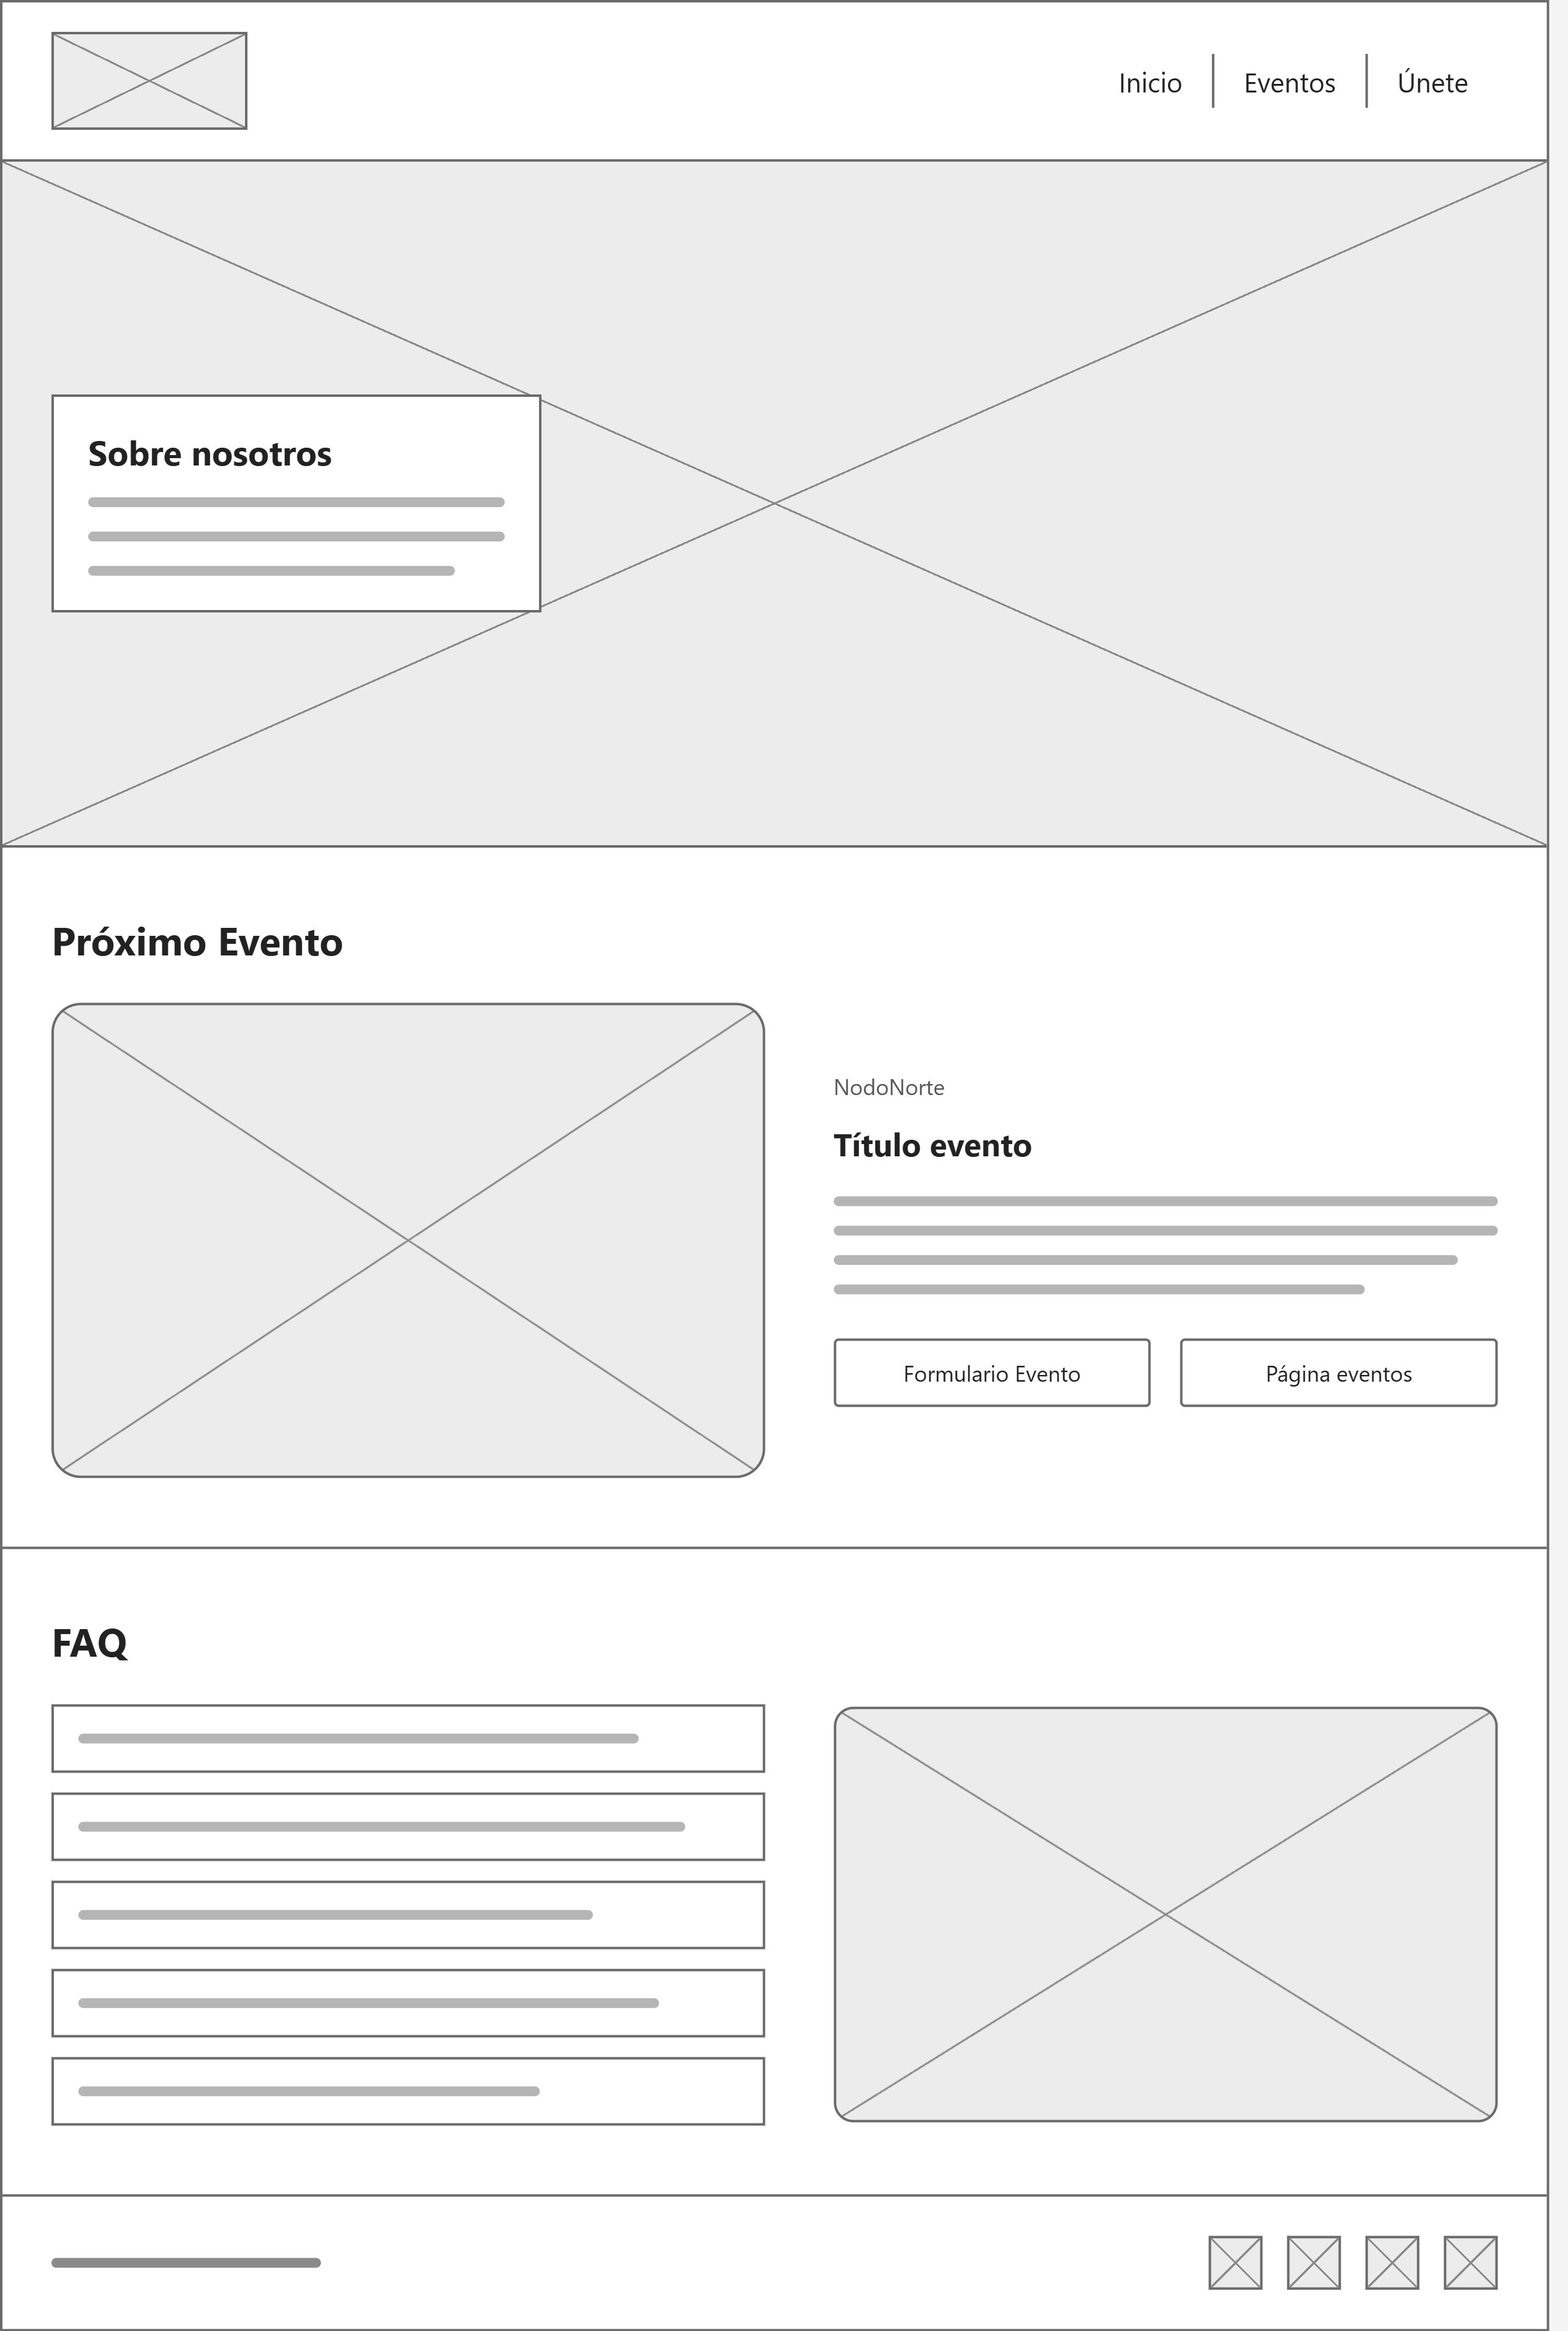 Inicio
Eventos
Únete
Sobre nosotros
Próximo Evento
NodoNorte
Título evento
Formulario Evento
Página eventos
FAQ